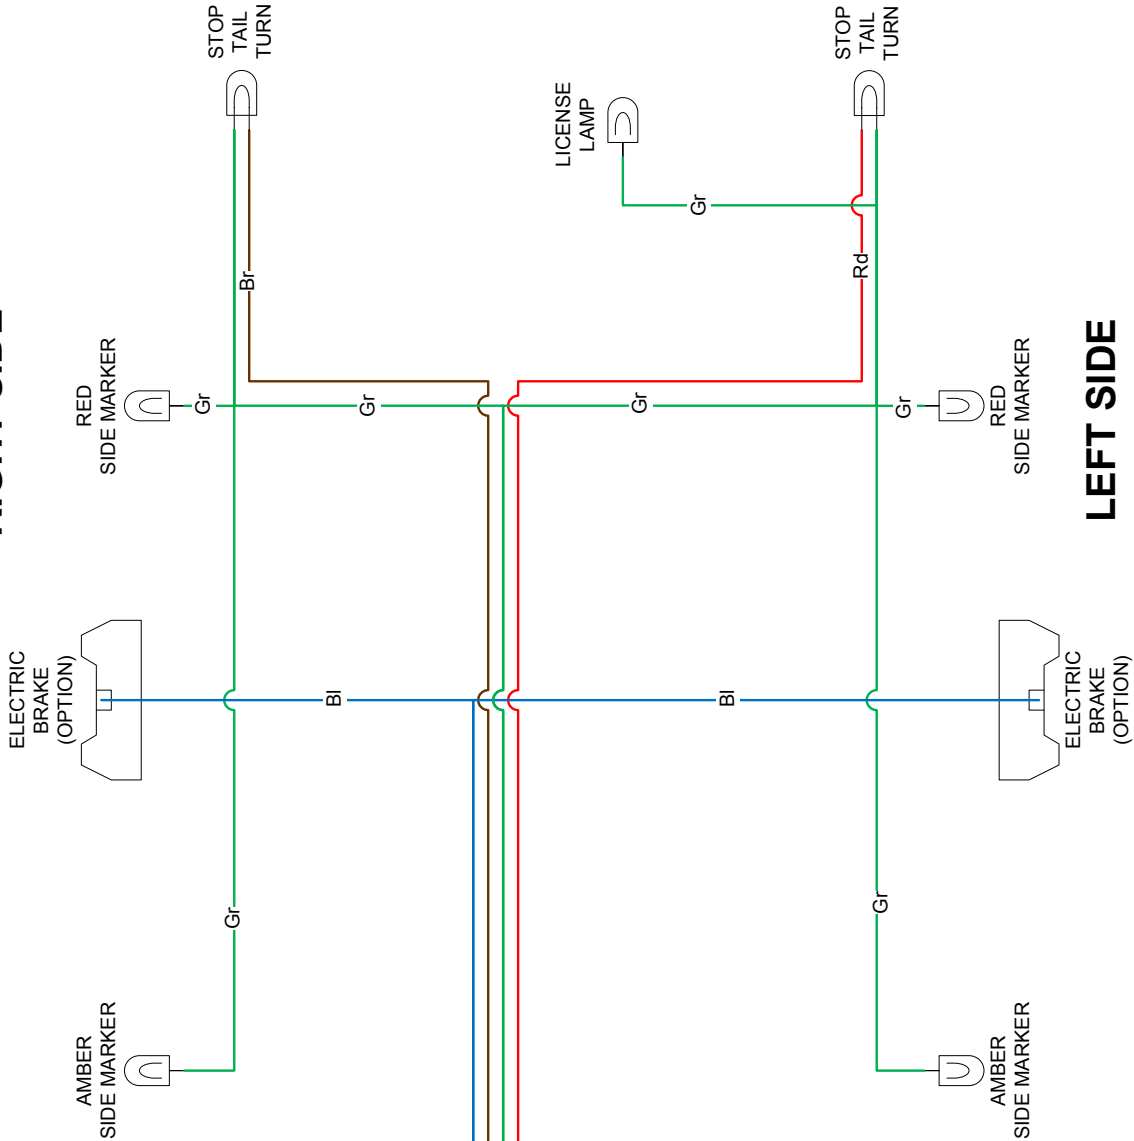 STOP
TAIL
TURN
STOP
TAIL
TURN
LICENSE
LAMP
Gr
Br
Rd
RED
SIDE MARKER
Gr
Gr
Gr
Gr
RED
SIDE MARKER
LEFT SIDE
ELECTRIC
BRAKE
(OPTION)
Bl
Bl
ELECTRIC
BRAKE
(OPTION)
Gr
Gr
AMBER
SIDE MARKER
AMBER
SIDE MARKER